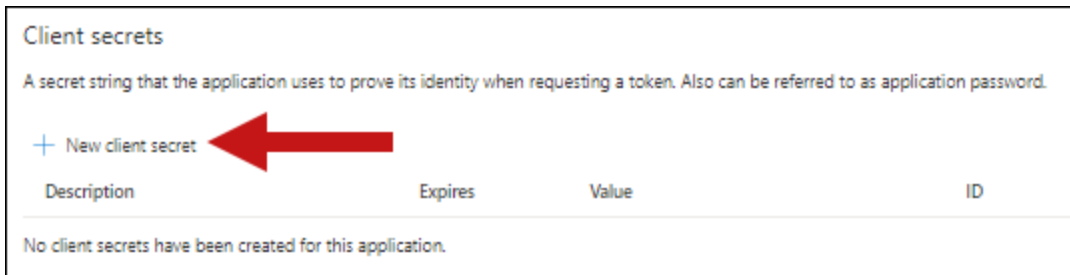 Client secrets
A secret string that the application uses to prove its identity when requesting a token. Also can be referred to as application password.
New client secret
Description Expires Value ID
No client secrets have been created for this application.